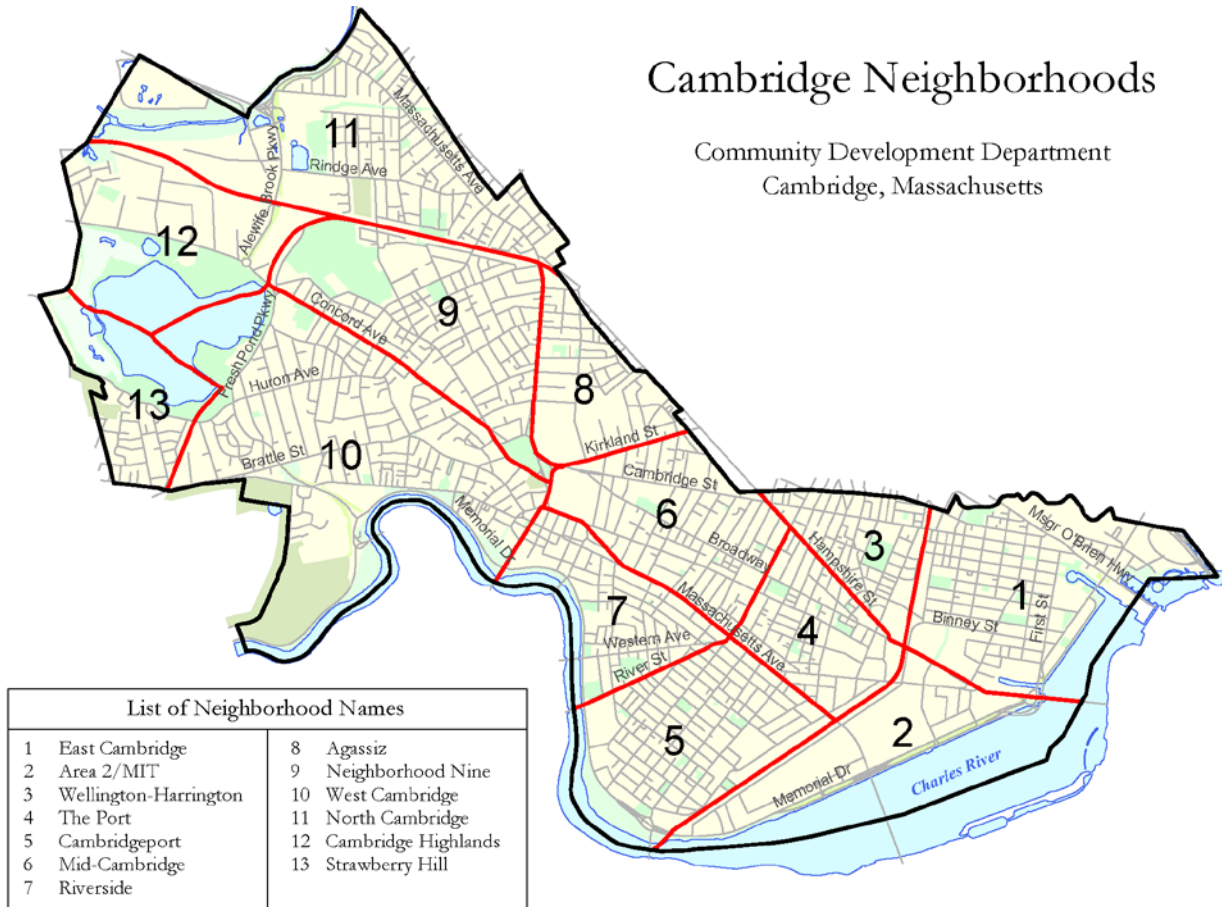 Cambridge Neighborhoods
Community Development Department
Cambridge, Massachusetts
11
Massachusetts Ave
Rindge Ave
Alewife Brook Pkwy
12
9
Concord Ave
Fresh Pond Pkwy
Huron Ave
8
13
Brattle St
10
Kirkland St
Cambridge St
6
Memorial Dr
Broadway
Hampshire St
3
Msgr O'Brien Hwy
1
First St
Binney St
7
Massachusetts Ave
4
Western Ave
River St
5
2
Memorial Dr
Charles River
List of Neighborhood Names
1 East Cambridge
2 Area 2/MIT
3 Wellington-Harrington
4 The Port
5 Cambridgeport
6 Mid-Cambridge
7 Riverside
8 Agassiz
9 Neighborhood Nine
10 West Cambridge
11 North Cambridge
12 Cambridge Highlands
13 Strawberry Hill